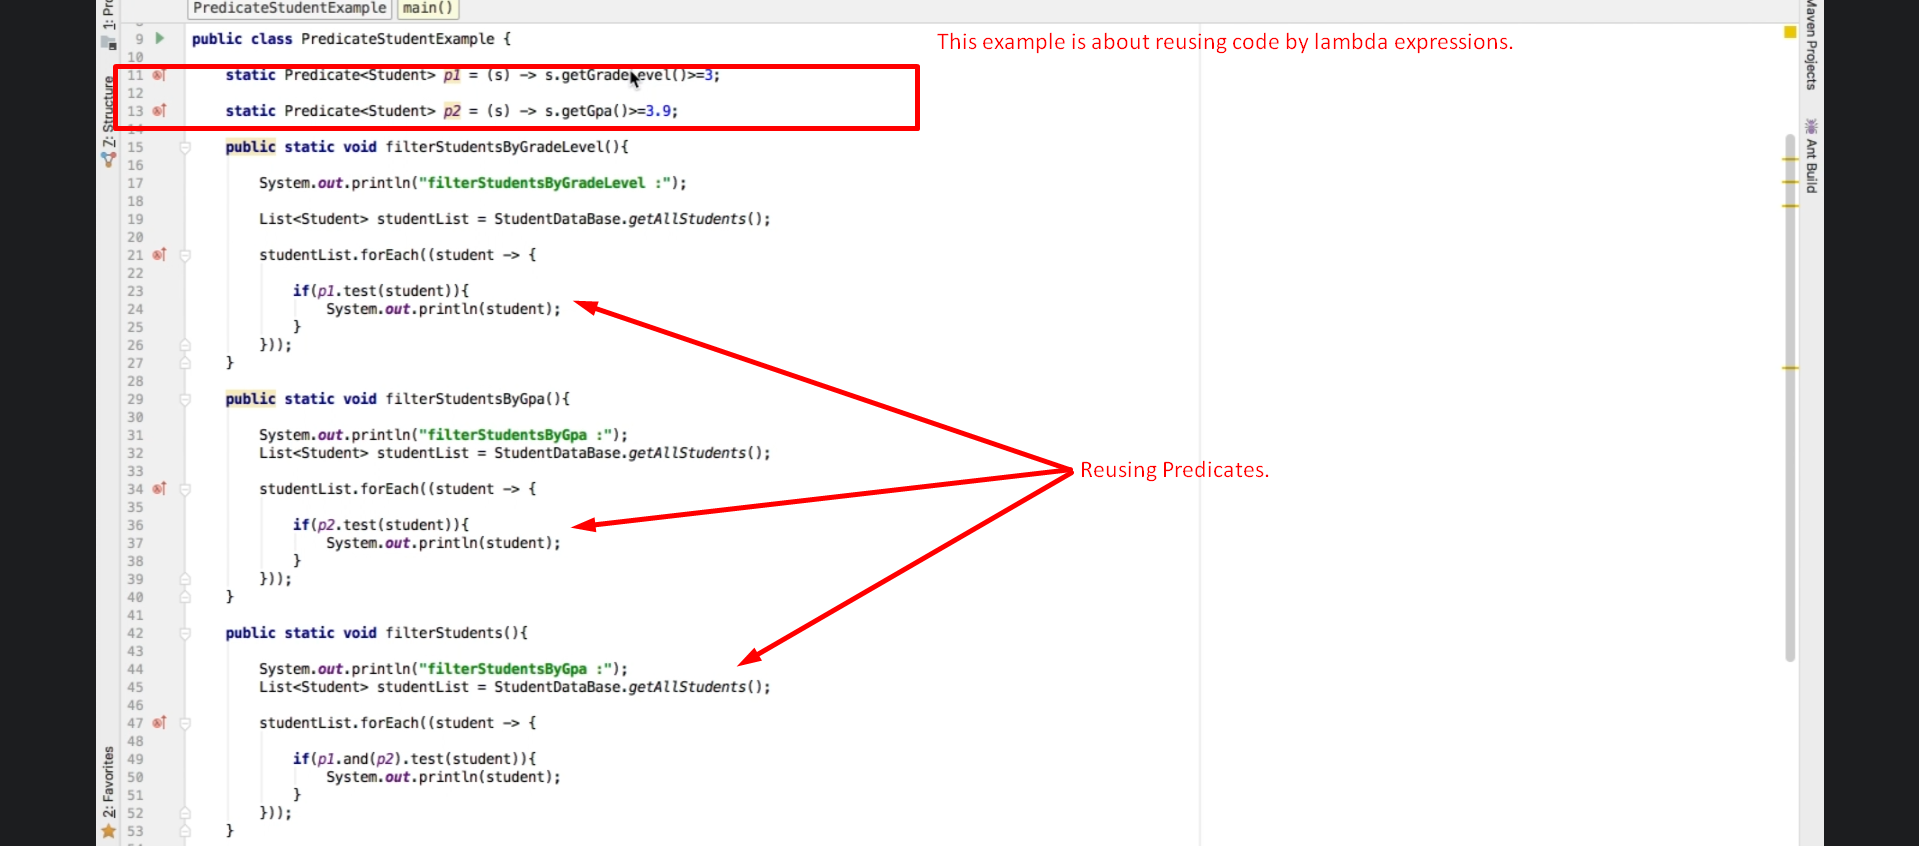 PredicateStudentExample main()
1: Pro
9 public class PredicateStudentExample {
This example is about reusing code by lambda expressions.
10
11 static Predicate<Student> p1 = (s) -> s.getGradeLevel()>=3;
12
13 static Predicate<Student> p2 = (s) -> s.getGpa()>=3.9;
15 public static void filterStudentsByGradeLevel(){
16
17 System.out.println("filterStudentsByGradeLevel :");
18
19 List<Student> studentList = StudentDataBase.getAllStudents();
20
21 studentList.forEach((student -> {
22
23 if(p1.test(student)){
24 System.out.println(student);
25 }
26 }));
27 }
28
29 public static void filterStudentsByGpa(){
30
31 System.out.println("filterStudentsByGpa :");
32 List<Student> studentList = StudentDataBase.getAllStudents();
33
Reusing Predicates.
34 studentList.forEach((student -> {
35
36 if(p2.test(student)){
37 System.out.println(student);
38 }
39 }));
40 }
41
42 public static void filterStudents(){
43
44 System.out.println("filterStudentsByGpa :");
45 List<Student> studentList = StudentDataBase.getAllStudents();
46
47 studentList.forEach((student -> {
48
49 if(p1.and(p2).test(student)){
50 System.out.println(student);
51 }
52 }));
53 }
Z: Structure
2: Favorites
Maven Projects
Ant Build